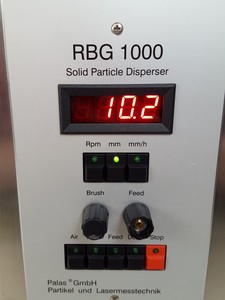 RBG 1000
Solid Particle Disperser
10.2
Rpm mm mm/h
Brush Feed
Air Feed Stop
Palas ® GmbH
Partikel und Lasermesstechnik